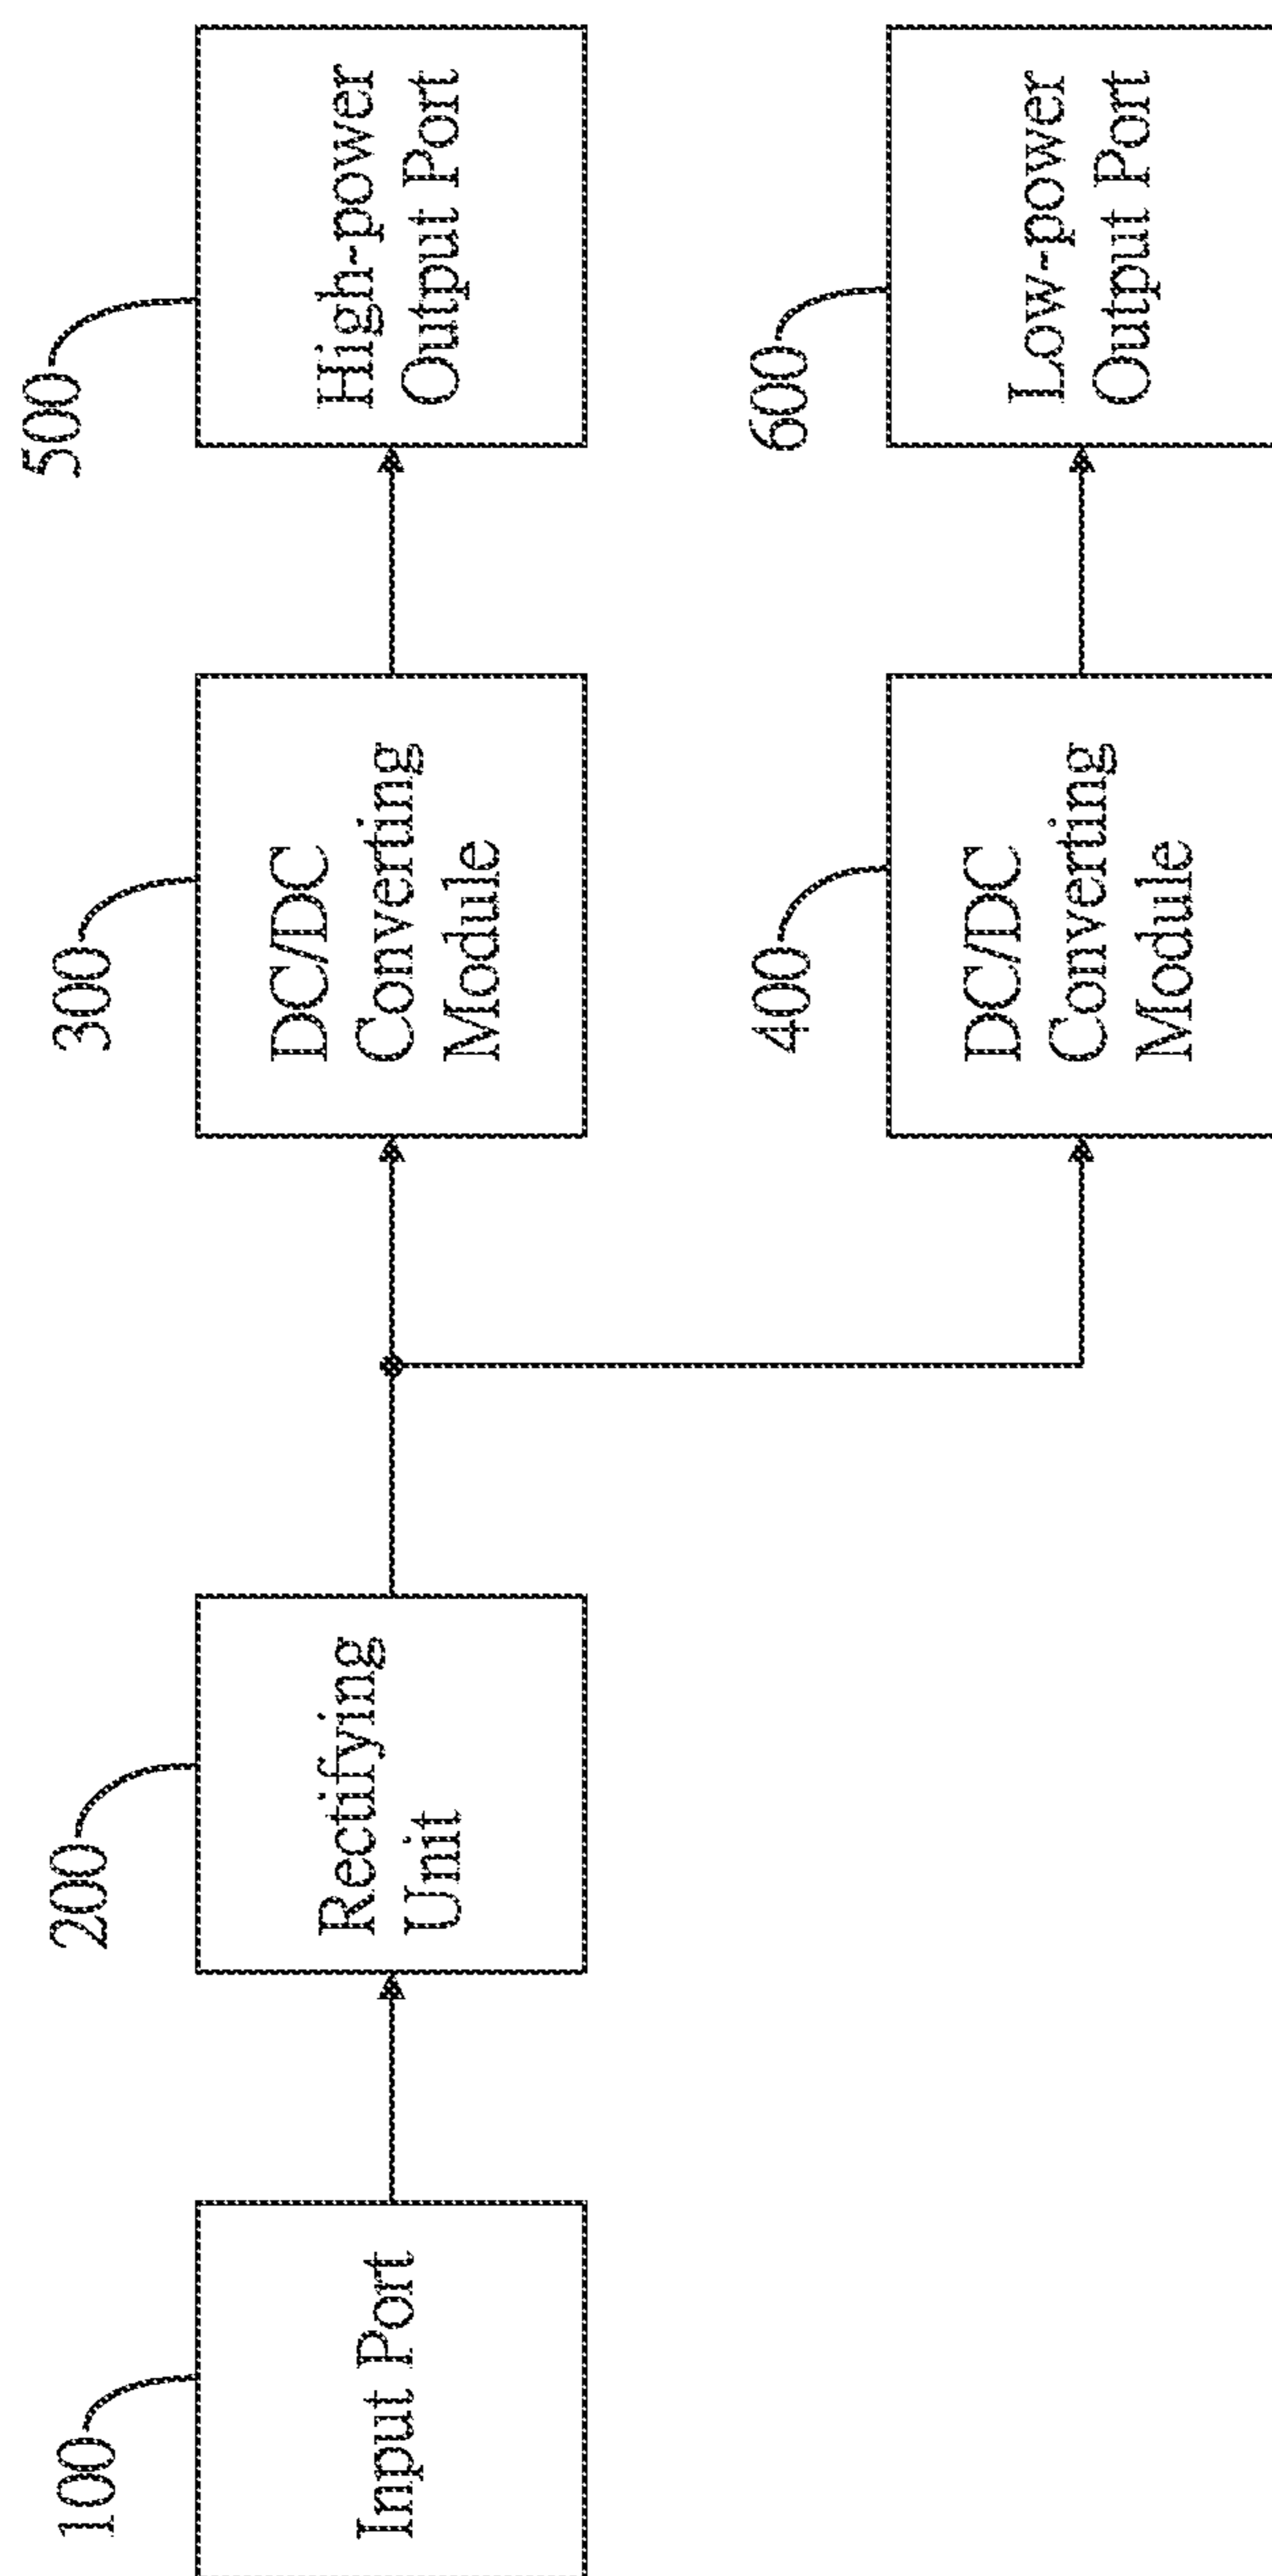 100
Input Port
200
Rectifying
Unit
300
DC/DC
Converting
Module
500
High-power
Output Port
400
DC/DC
Converting
Module
600
Low-power
Output Port